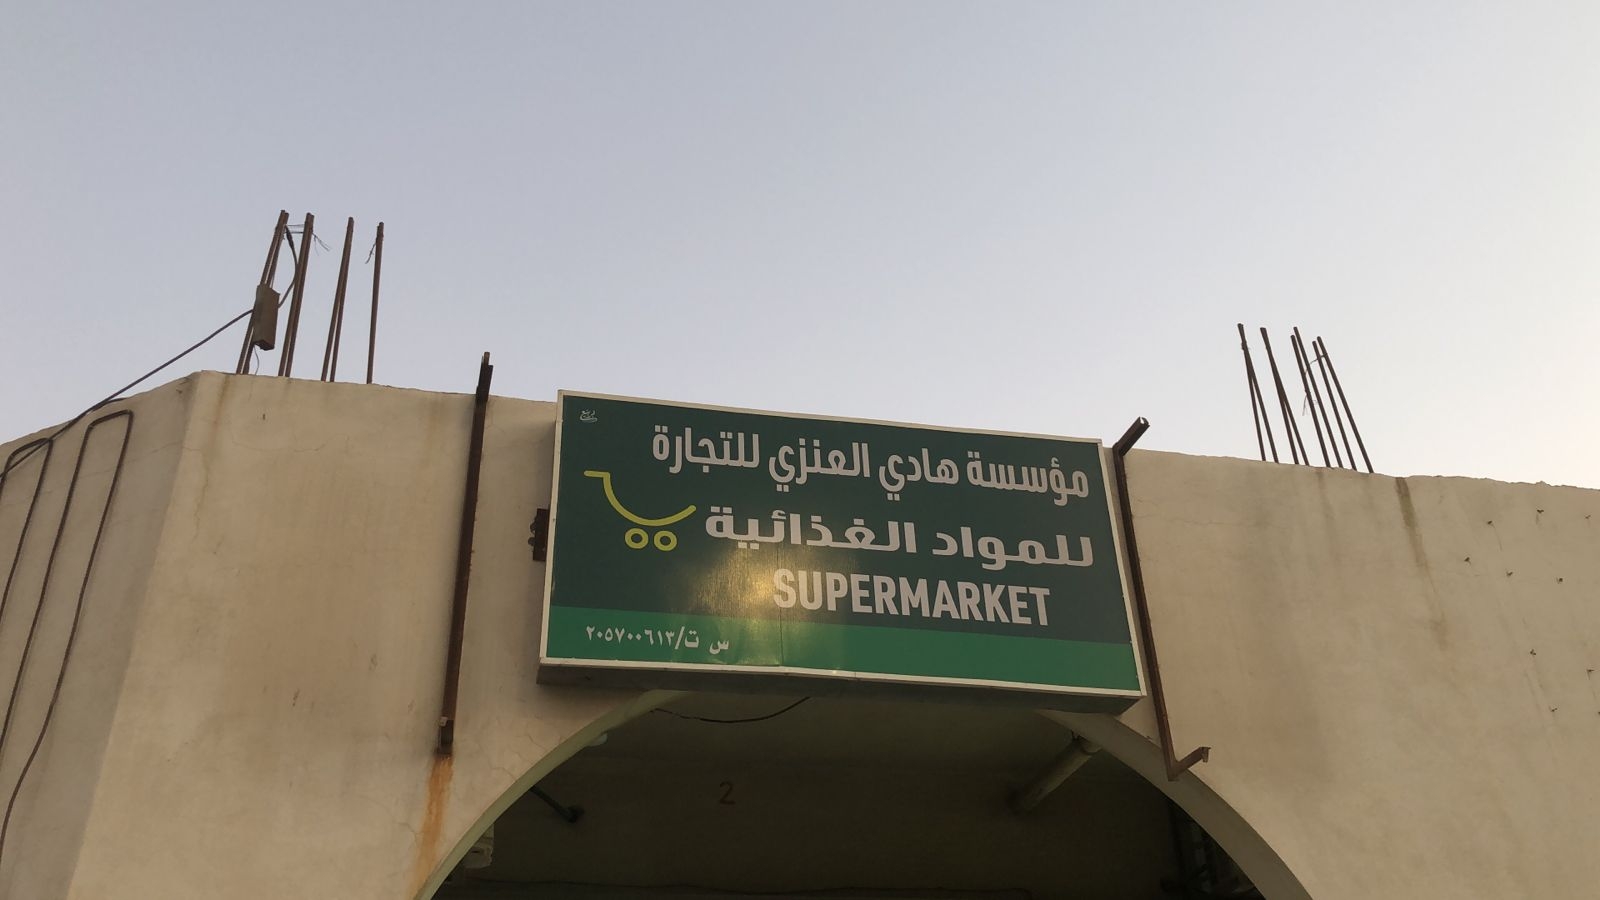 مؤسسة هادي العنزي للتجارة
للمواد الغذائية
SUPERMARKET
س ت/٢٠٥٧٠٠٦١٣
2